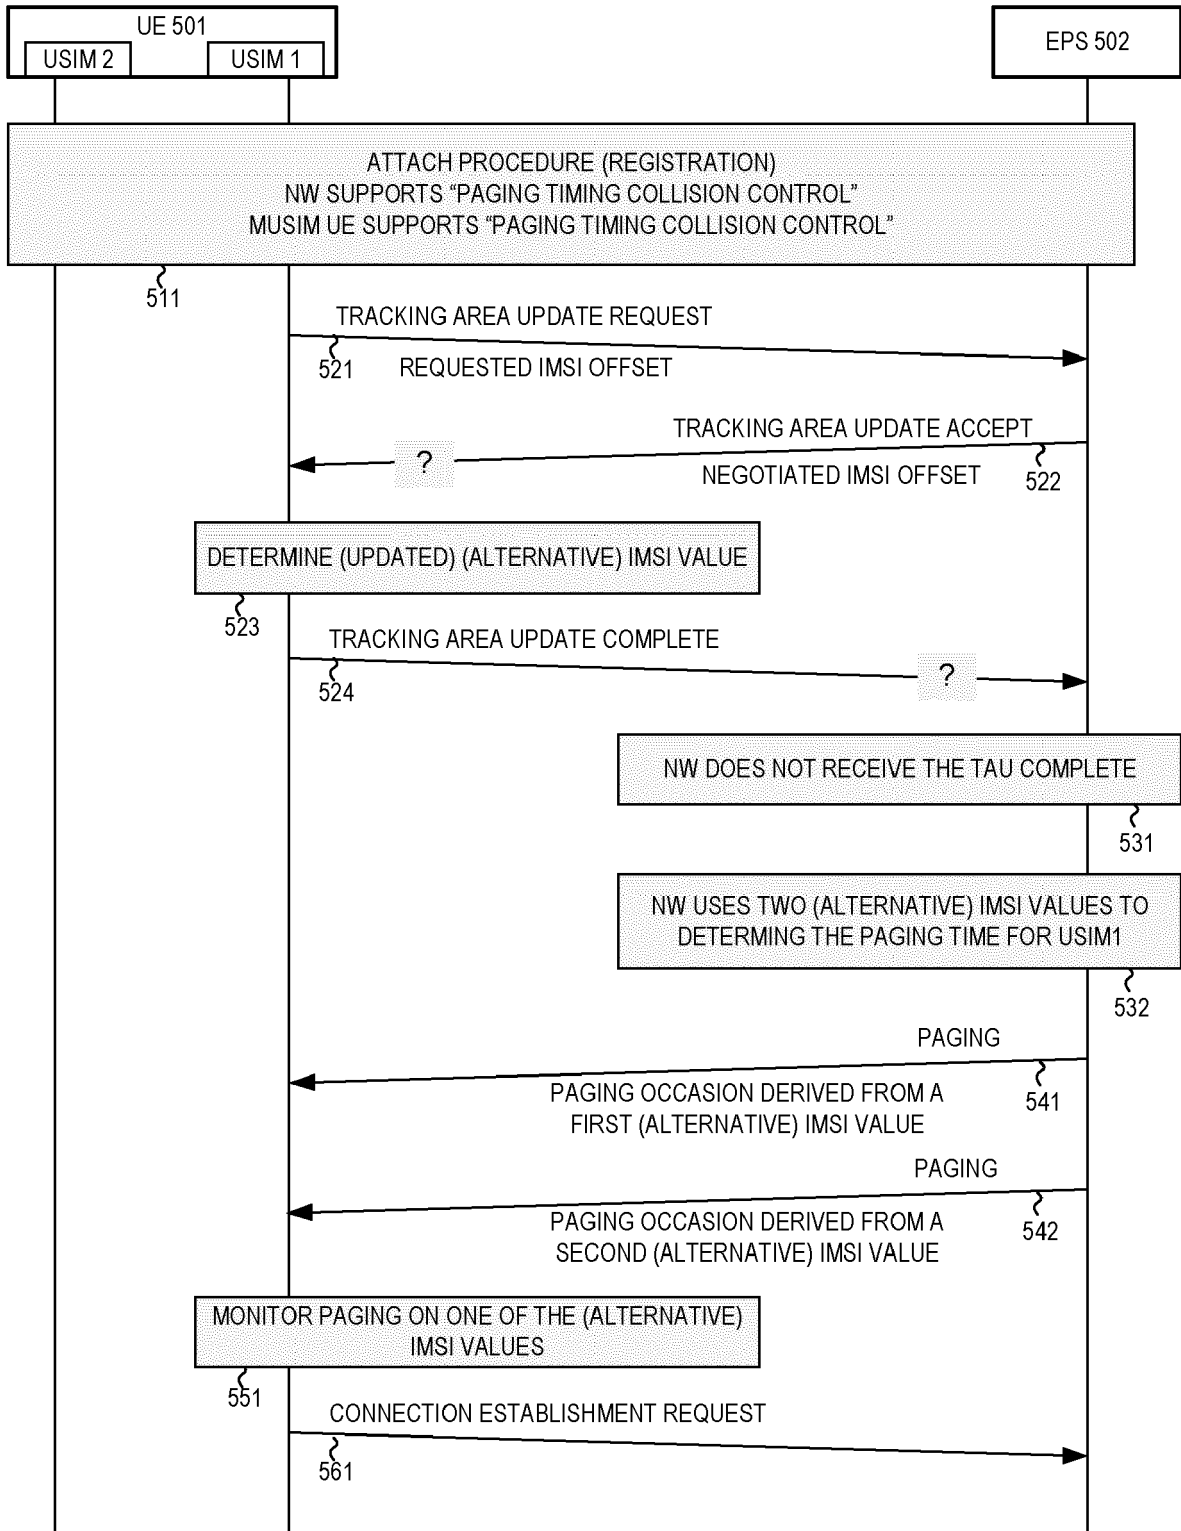 UE 501
USIM 2
USIM 1
EPS 502
ATTACH PROCEDURE (REGISTRATION)
NW SUPPORTS “PAGING TIMING COLLISION CONTROL”
MUSIM UE SUPPORTS “PAGING TIMING COLLISION CONTROL”
511
TRACKING AREA UPDATE REQUEST
521
REQUESTED IMSI OFFSET
TRACKING AREA UPDATE ACCEPT
?
NEGOTIATED IMSI OFFSET
522
DETERMINE (UPDATED) (ALTERNATIVE) IMSI VALUE
523
TRACKING AREA UPDATE COMPLETE
524
?
NW DOES NOT RECEIVE THE TAU COMPLETE
531
NW USES TWO (ALTERNATIVE) IMSI VALUES TO
DETERMING THE PAGING TIME FOR USIM1
532
PAGING
PAGING OCCASION DERIVED FROM A
FIRST (ALTERNATIVE) IMSI VALUE
541
PAGING
PAGING OCCASION DERIVED FROM A
SECOND (ALTERNATIVE) IMSI VALUE
542
MONITOR PAGING ON ONE OF THE (ALTERNATIVE)
IMSI VALUES
551
CONNECTION ESTABLISHMENT REQUEST
561